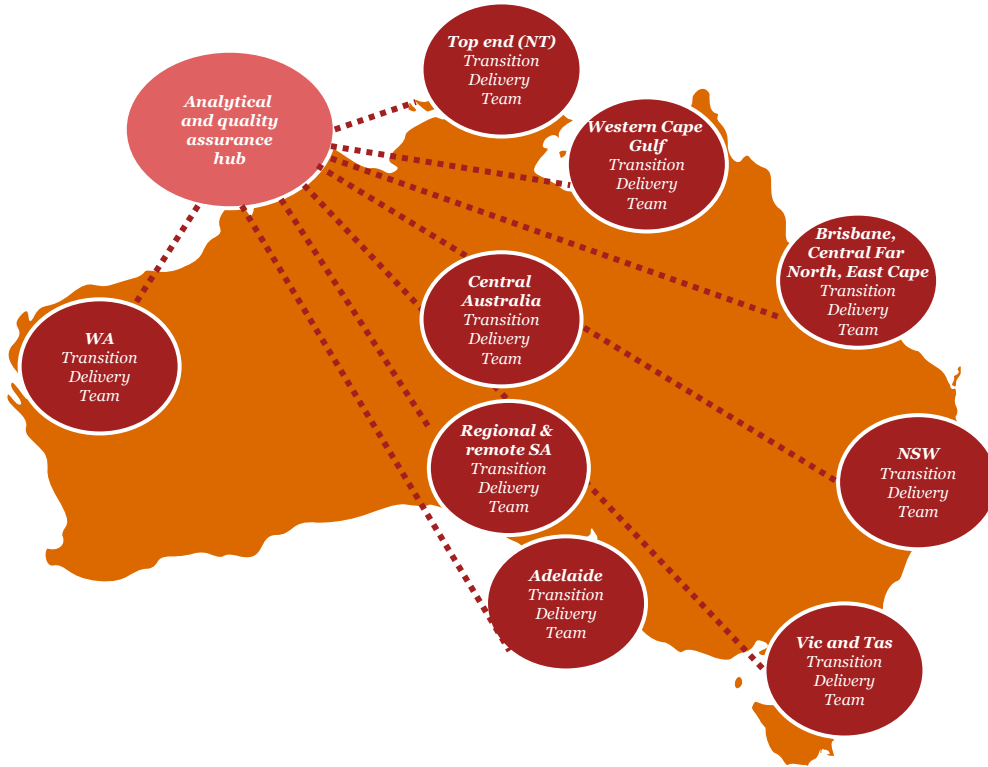 Top end (NT)
Transition
Delivery
Team
Analytical
and quality
assurance
hub
Western Cape
Gulf
Transition
Delivery
Team
Brisbane,
Central Far
North, East Cape
Transition
Delivery
Team
Central
Australia
Transition
Delivery
Team
WA
Transition
Delivery
Team
Regional &
remote SA
Transition
Delivery
Team
NSW
Transition
Delivery
Team
Adelaide
Transition
Delivery
Team
Vic and Tas
Transition
Delivery
Team